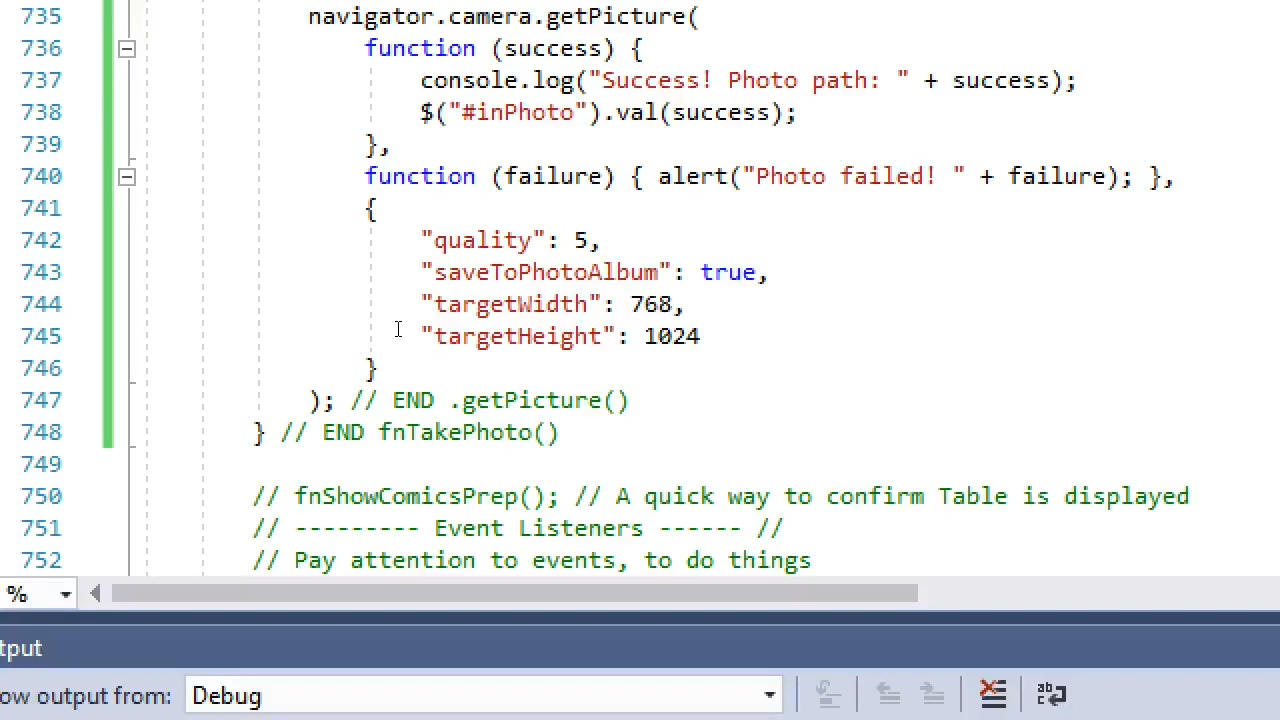 735 navigator.camera.getPicture(
736 function (success) {
737 console.log("Success! Photo path: " + success);
738 $("#inPhoto").val(success);
739 },
740 function (failure) { alert("Photo failed! " + failure); },
741 {
742 "quality": 5,
743 "saveToPhotoAlbum": true,
744 "targetWidth": 768,
745 "targetHeight": 1024
746 }
747 ); // END .getPicture()
748 } // END fnTakePhoto()
749
750 // fnShowComicsPrep(); // A quick way to confirm Table is displayed
751 // --------- Event Listeners ------ //
752 // Pay attention to events, to do things
%
tput
ow output from: Debug